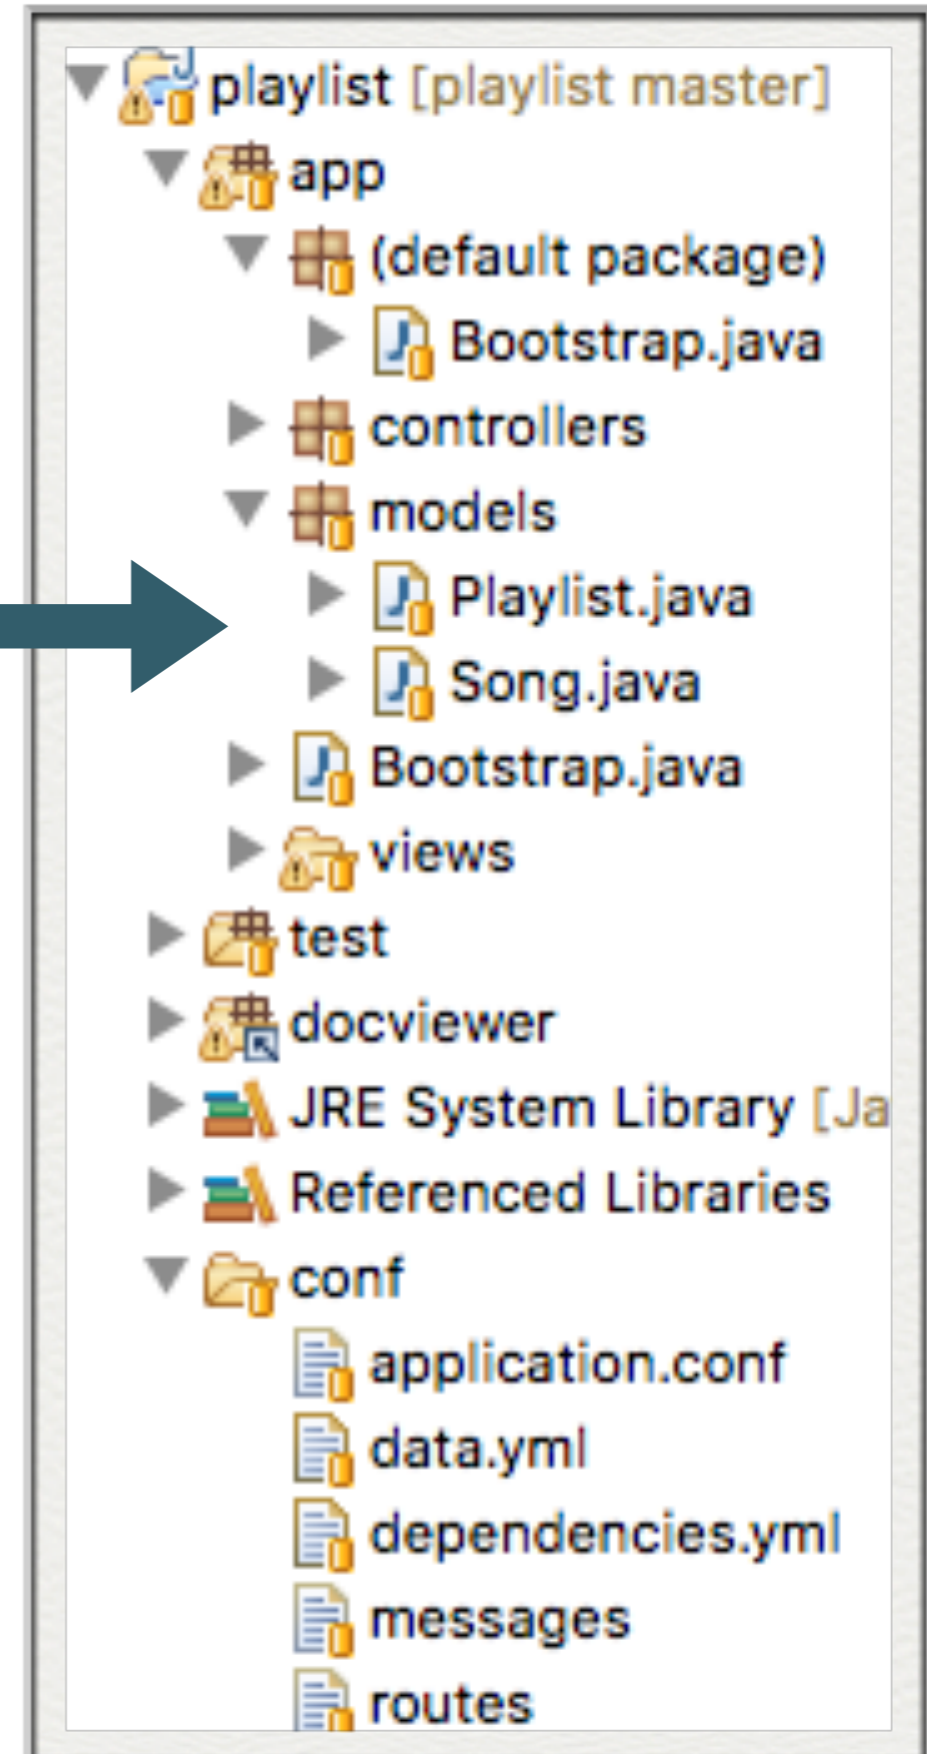 playlist [playlist master]
app
(default package)
Bootstrap.java
controllers
models
Playlist.java
Song.java
Bootstrap.java
views
test
docviewer
JRE System Library [Ja
Referenced Libraries
conf
application.conf
data.yml
dependencies.yml
messages
routes